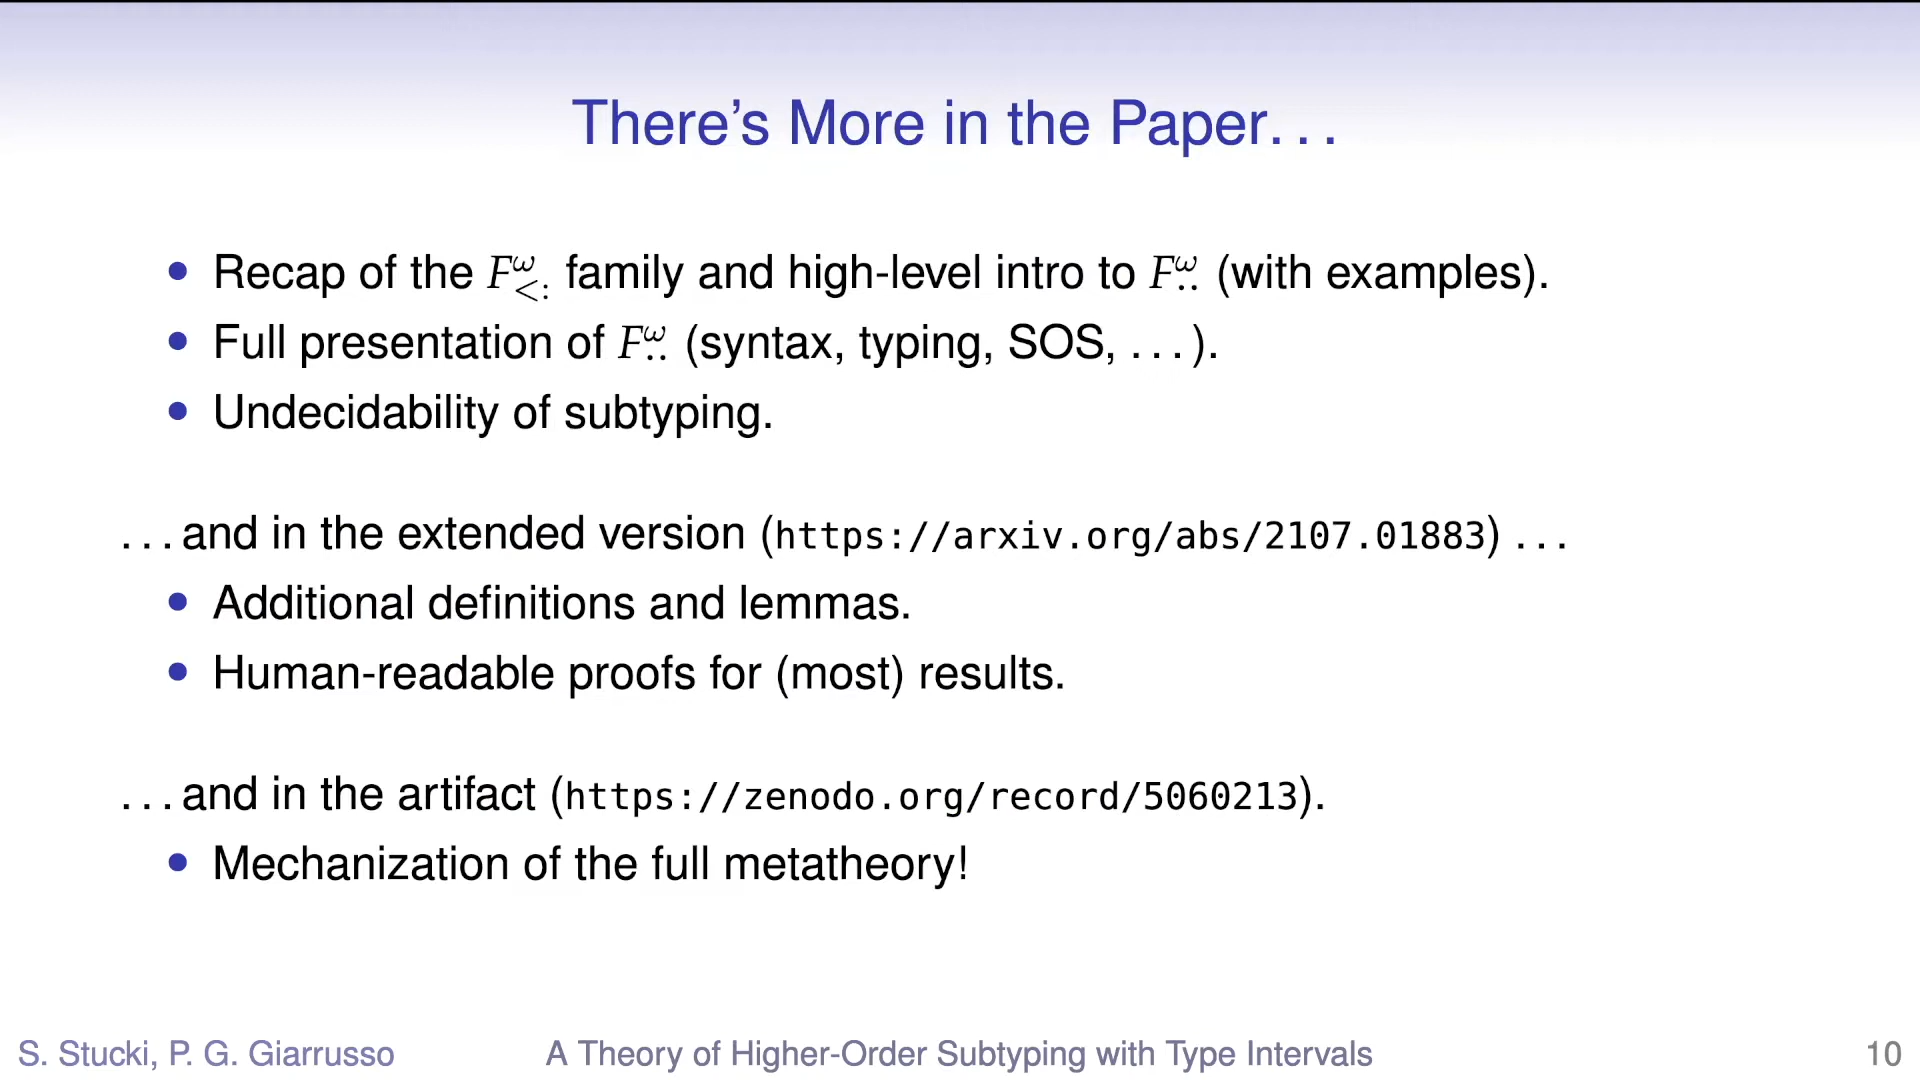 There's More in the Paper. . .
• Recap of the F^ω_<: family and high-level intro to F^ω_.. (with examples).
• Full presentation of F^ω_.. (syntax, typing, SOS, . . . ).
• Undecidability of subtyping.
. . . and in the extended version (https://arxiv.org/abs/2107.01883) . . .
• Additional definitions and lemmas.
• Human-readable proofs for (most) results.
. . . and in the artifact (https://zenodo.org/record/5060213).
• Mechanization of the full metatheory!
S. Stucki, P. G. Giarrusso A Theory of Higher-Order Subtyping with Type Intervals 10